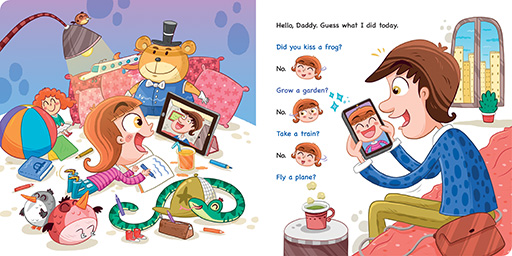 Hello, Daddy. Guess what I did today.
Did you kiss a frog?
No.
Grow a garden?
No.
Take a train?
No.
Fly a plane?